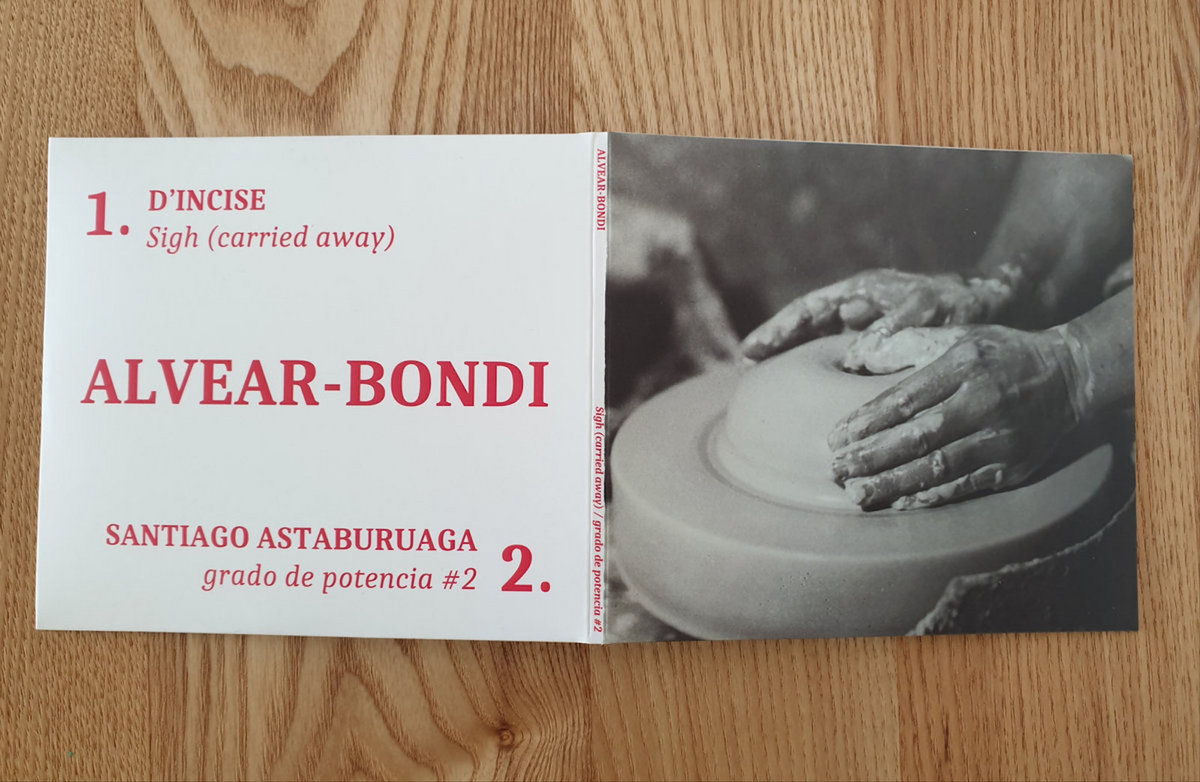 1. D'INCISE
Sigh (carried away)
ALVEAR-BONDI
SANTIAGO ASTABURUAGA
grado de potencia #2 2.
ALVEAR-BONDI
Sigh (carried away) / grado de potencia #2